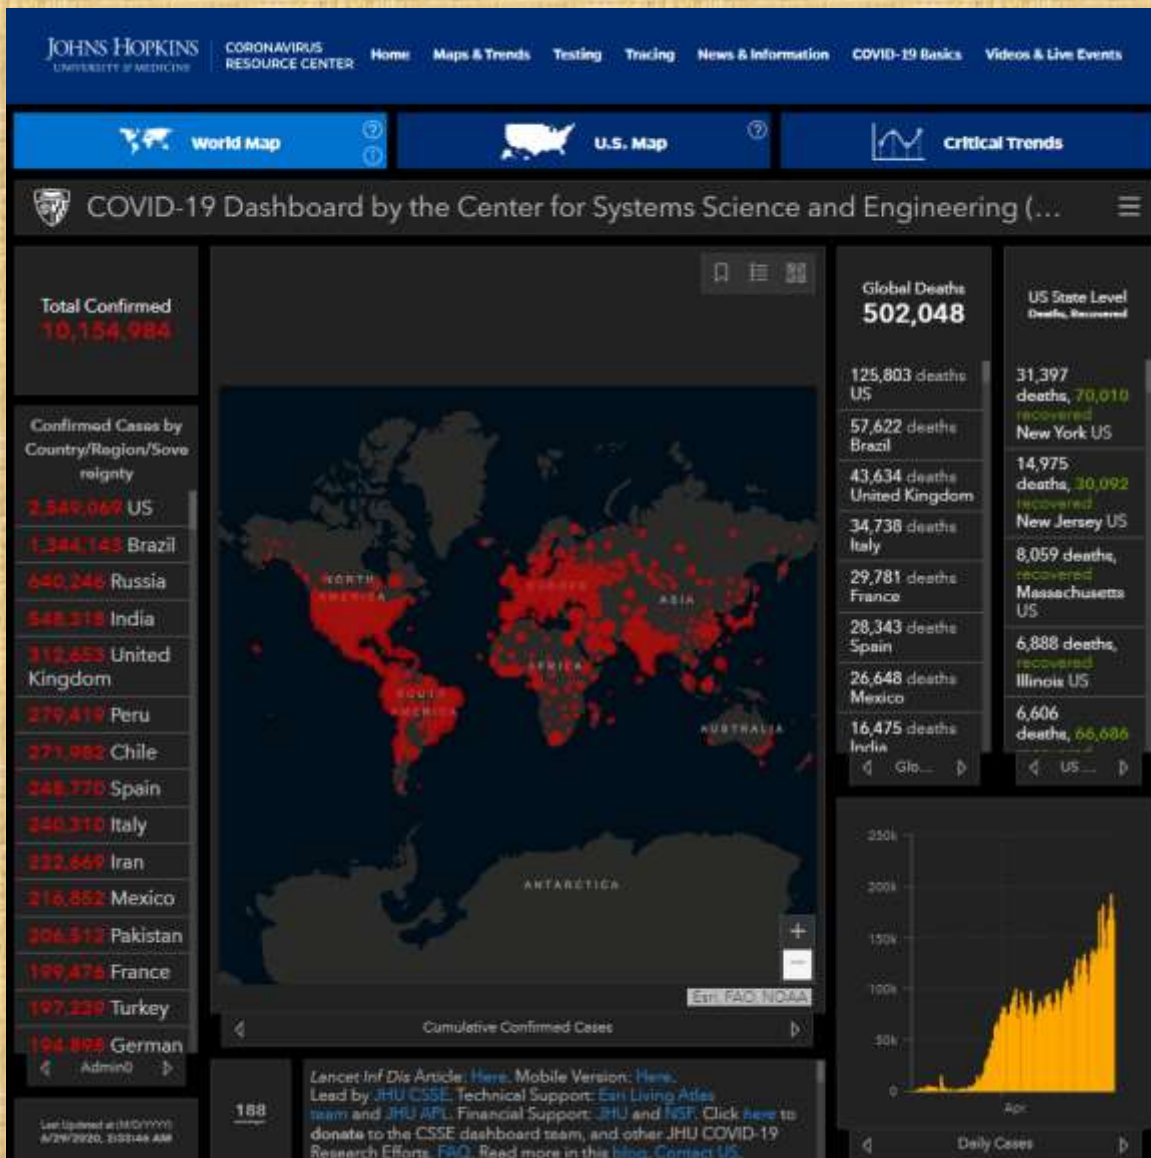 JOHNS HOPKINS
UNIVERSITY & MEDICINE
CORONAVIRUS
RESOURCE CENTER
Home
Maps & Trends
Testing
Tracing
News & Information
COVID-19 Basics
Videos & Live Events
World Map
U.S. Map
Critical Trends
COVID-19 Dashboard by the Center for Systems Science and Engineering (...
Total Confirmed
10,154,984
Confirmed Cases by
Country/Region/Sove
reignty
2,549,069 US
1,344,143 Brazil
640,246 Russia
548,318 India
312,653 United
Kingdom
279,419 Peru
271,982 Chile
248,770 Spain
240,310 Italy
222,669 Iran
216,852 Mexico
206,512 Pakistan
199,476 France
197,239 Turkey
194,898 German
Admin0
Last Updated at (M/D/YYYY)
6/29/2020, 2:33:46 AM
NORTH
AMERICA
SOUTH
AMERICA
EUROPE
AFRICA
ASIA
AUSTRALIA
ANTARCTICA
+
−
Esri, FAO, NOAA
Cumulative Confirmed Cases
188
Lancet Inf Dis Article: Here. Mobile Version: Here.
Lead by JHU CSSE. Technical Support: Esri Living Atlas
team and JHU APL. Financial Support: JHU and NSF. Click here to
donate to the CSSE dashboard team, and other JHU COVID-19
Research Efforts. FAQ. Read more in this blog. Contact US.
Global Deaths
502,048
125,803 deaths
US
57,622 deaths
Brazil
43,634 deaths
United Kingdom
34,738 deaths
Italy
29,781 deaths
France
28,343 deaths
Spain
26,648 deaths
Mexico
16,475 deaths
India
Glo...
US State Level
Deaths, Recovered
31,397
deaths, 70,010
recovered
New York US
14,975
deaths, 30,092
recovered
New Jersey US
8,059 deaths,
recovered
Massachusetts
US
6,888 deaths,
recovered
Illinois US
6,606
deaths, 66,686
US ...
250k
200k
150k
100k
50k
0
Apr
Daily Cases